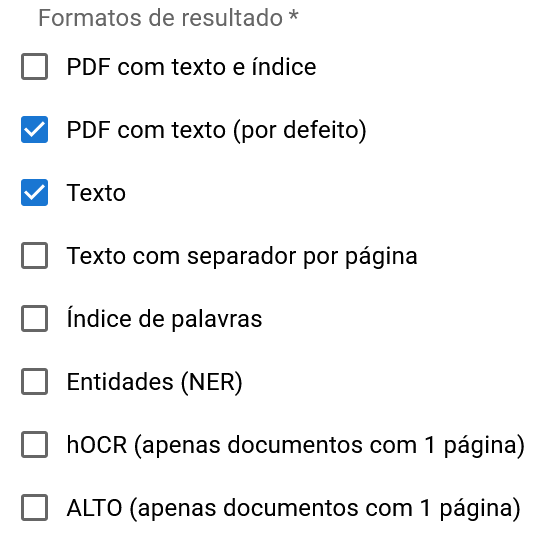 Formatos de resultado *
PDF com texto e índice
PDF com texto (por defeito)
Texto
Texto com separador por página
Índice de palavras
Entidades (NER)
hOCR (apenas documentos com 1 página)
ALTO (apenas documentos com 1 página)